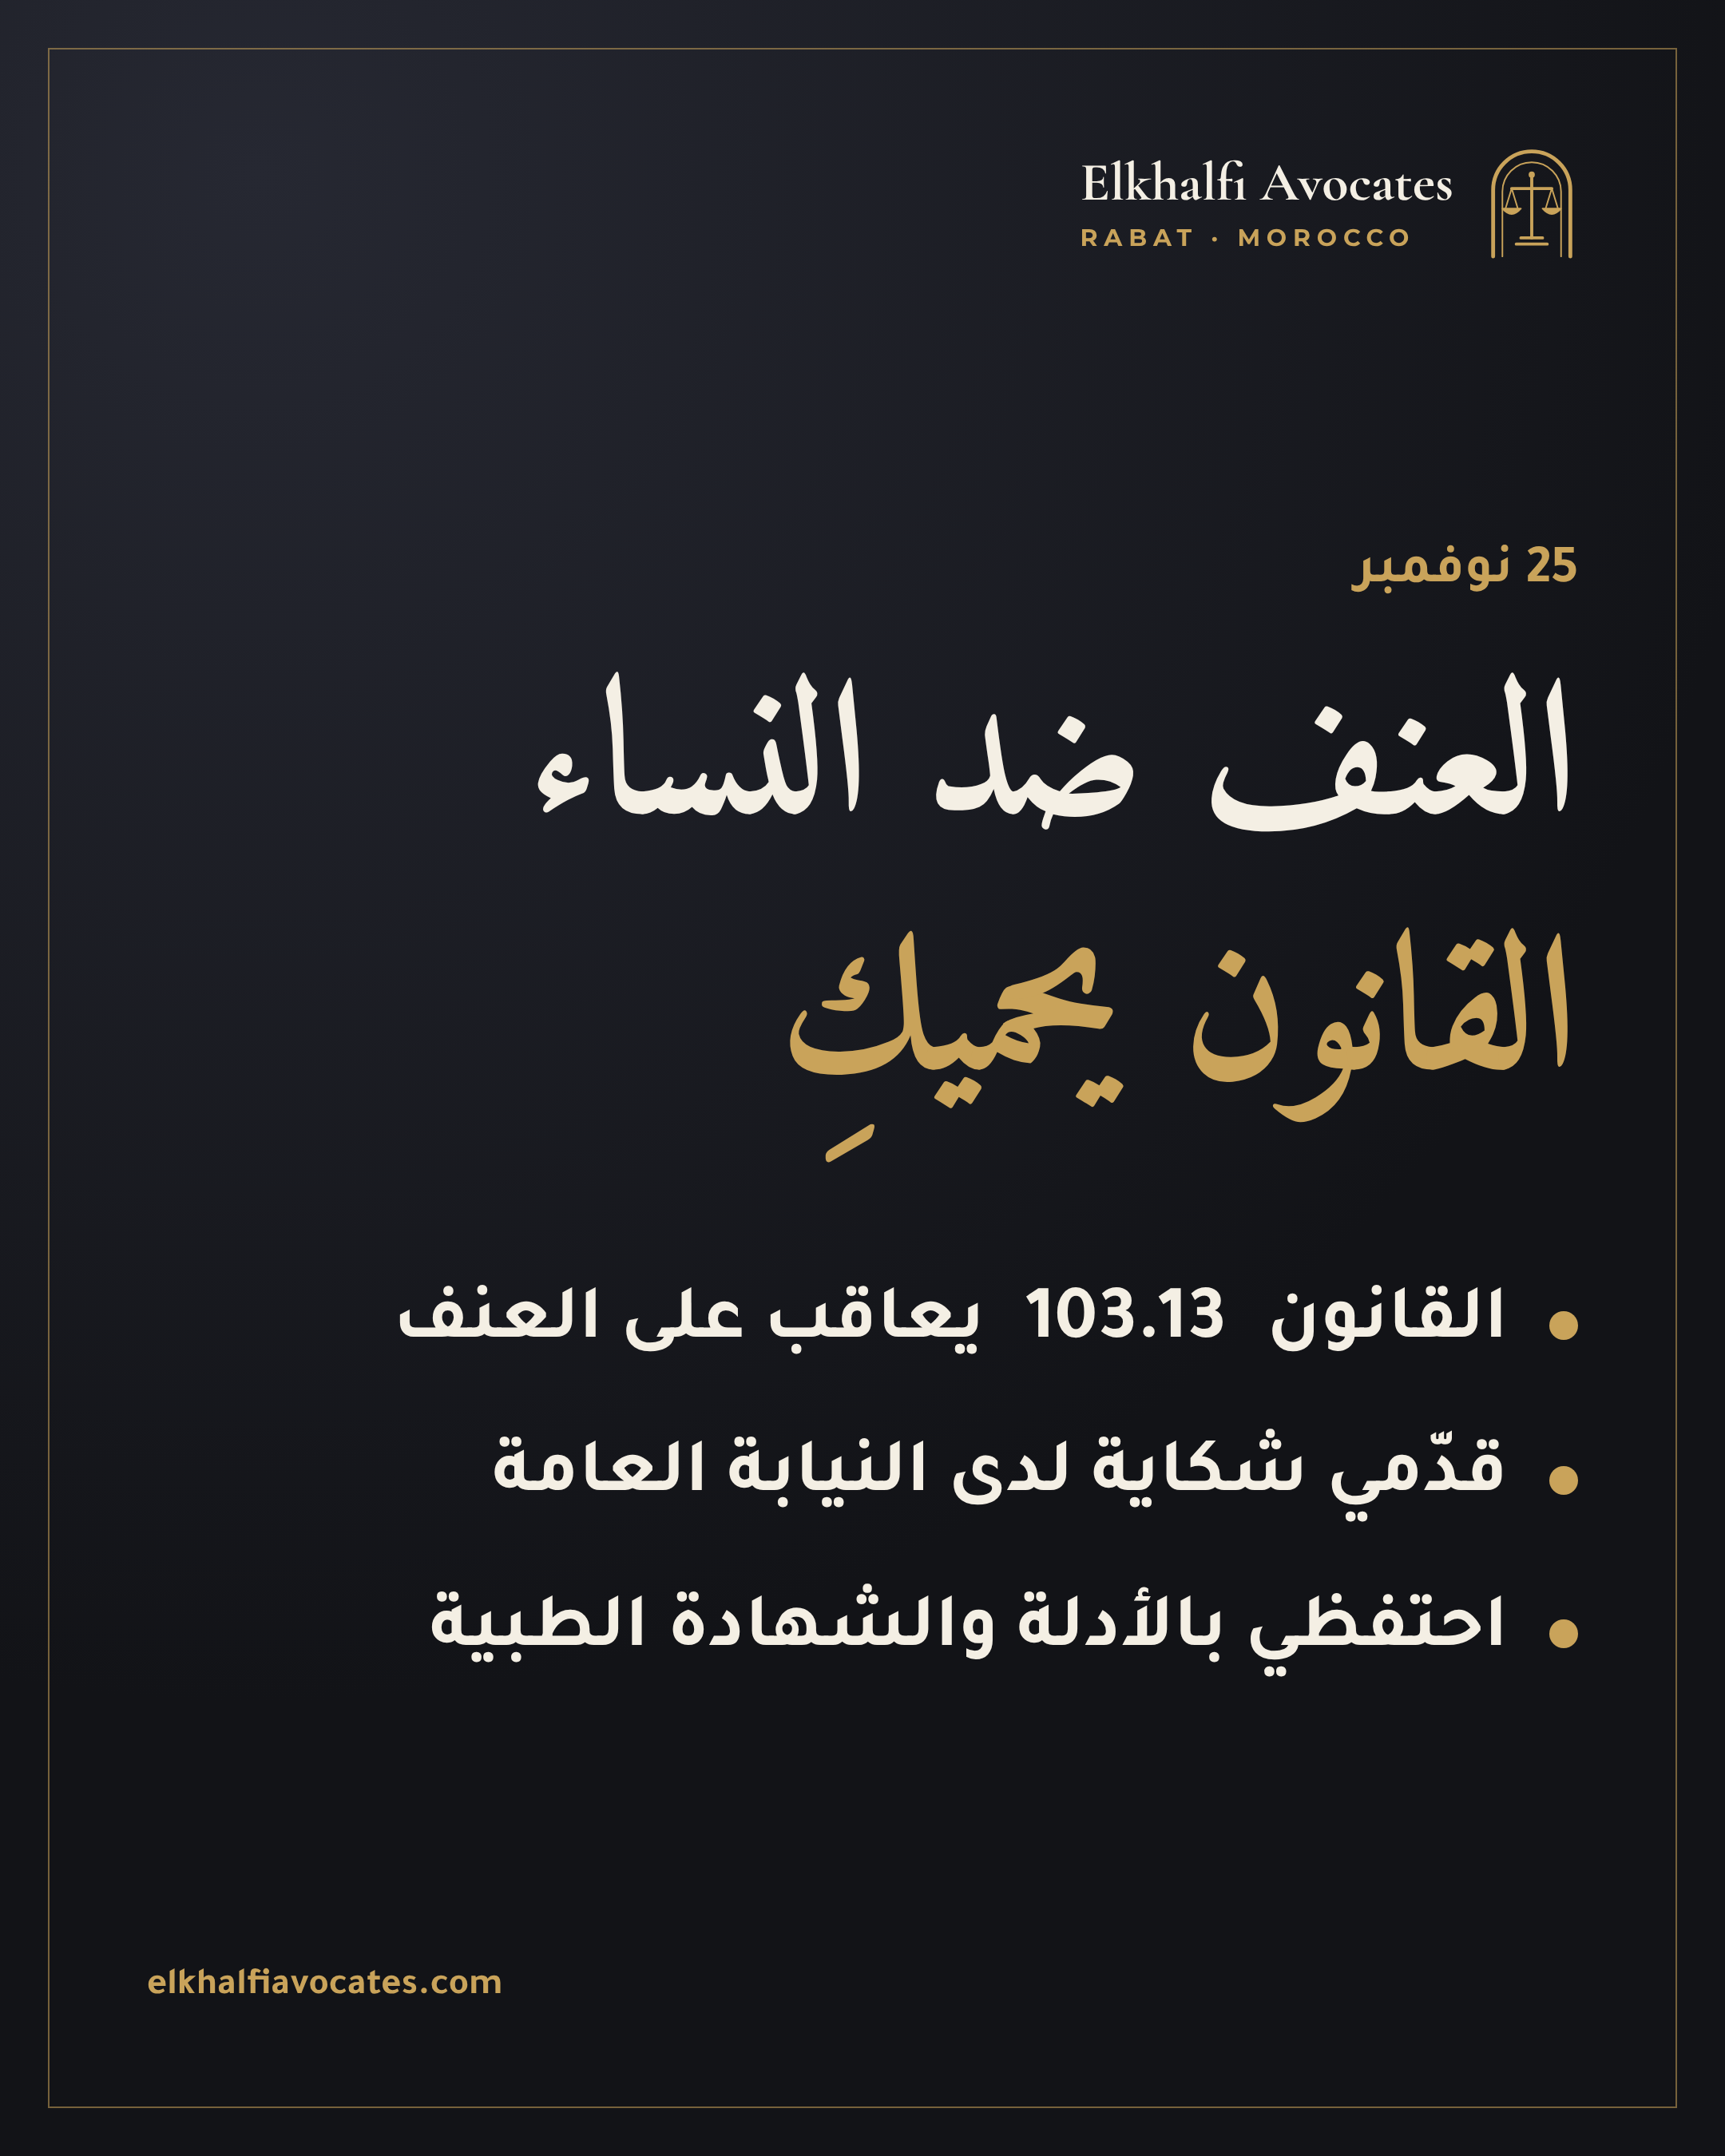 Elkhalfi Avocates
RABAT · MOROCCO
25 نوفمبر
العنف ضد النساء
القانون يحييكِ
القانون 103.13 يعاقب على العنف
قدّمي شكاية لدى النيابة العامة
احتفظي بالأدلة والشهادة الطبية
elkhalfiavocates.com